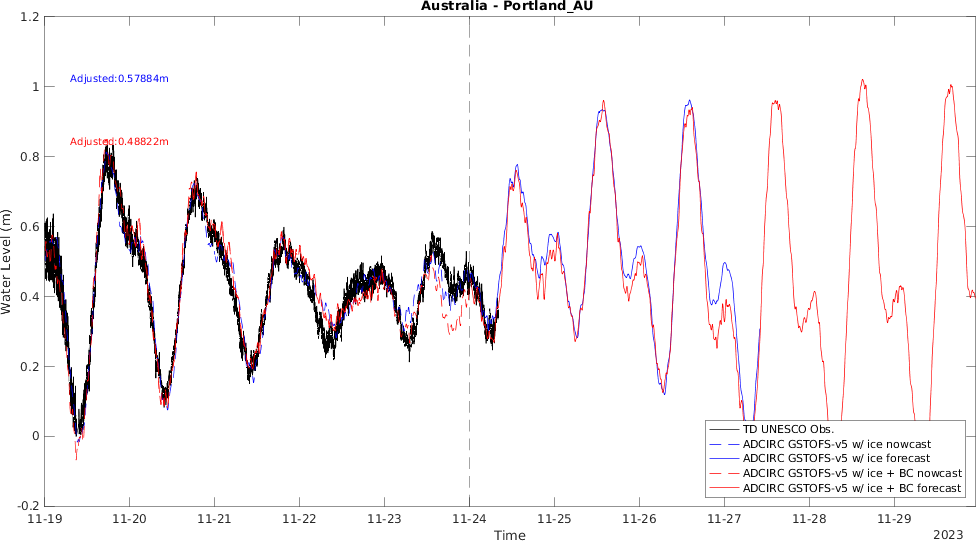 Australia - Portland_AU
1.2
1
0.8
0.6
0.4
0.2
0
-0.2
Water Level (m)
Adjusted:0.57884m
Adjusted:0.48822m
TD UNESCO Obs.
ADCIRC GSTOFS-v5 w/ ice nowcast
ADCIRC GSTOFS-v5 w/ ice forecast
ADCIRC GSTOFS-v5 w/ ice + BC nowcast
ADCIRC GSTOFS-v5 w/ ice + BC forecast
11-19 11-20 11-21 11-22 11-23 11-24 11-25 11-26 11-27 11-28 11-29
Time
2023